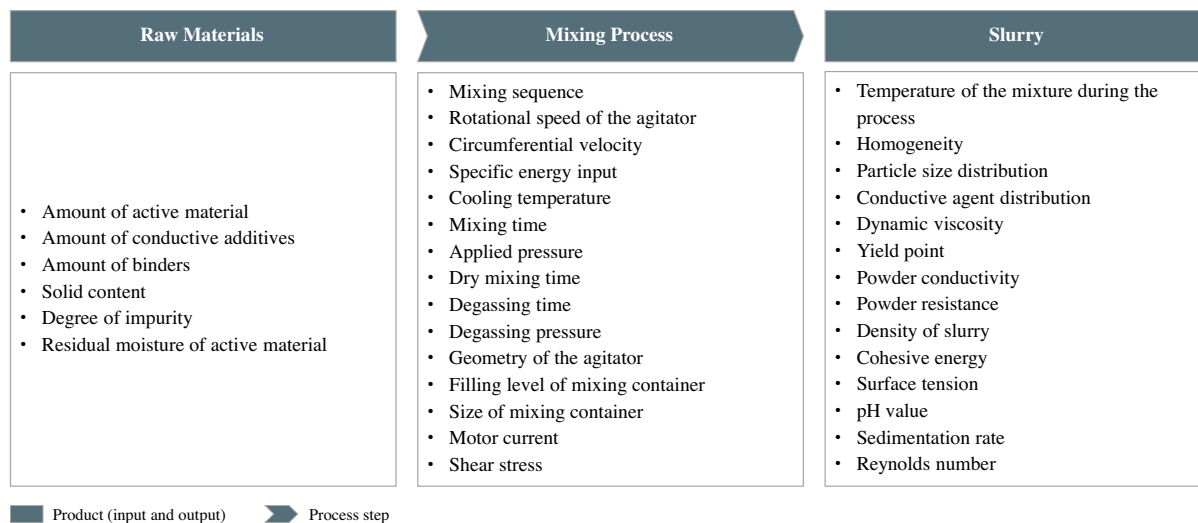 Raw Materials
Mixing Process
Slurry
• Amount of active material
• Amount of conductive additives
• Amount of binders
• Solid content
• Degree of impurity
• Residual moisture of active material
• Mixing sequence
• Rotational speed of the agitator
• Circumferential velocity
• Specific energy input
• Cooling temperature
• Mixing time
• Applied pressure
• Dry mixing time
• Degassing time
• Degassing pressure
• Geometry of the agitator
• Filling level of mixing container
• Size of mixing container
• Motor current
• Shear stress
• Temperature of the mixture during the
process
• Homogeneity
• Particle size distribution
• Conductive agent distribution
• Dynamic viscosity
• Yield point
• Powder conductivity
• Powder resistance
• Density of slurry
• Cohesive energy
• Surface tension
• pH value
• Sedimentation rate
• Reynolds number
Product (input and output)
Process step